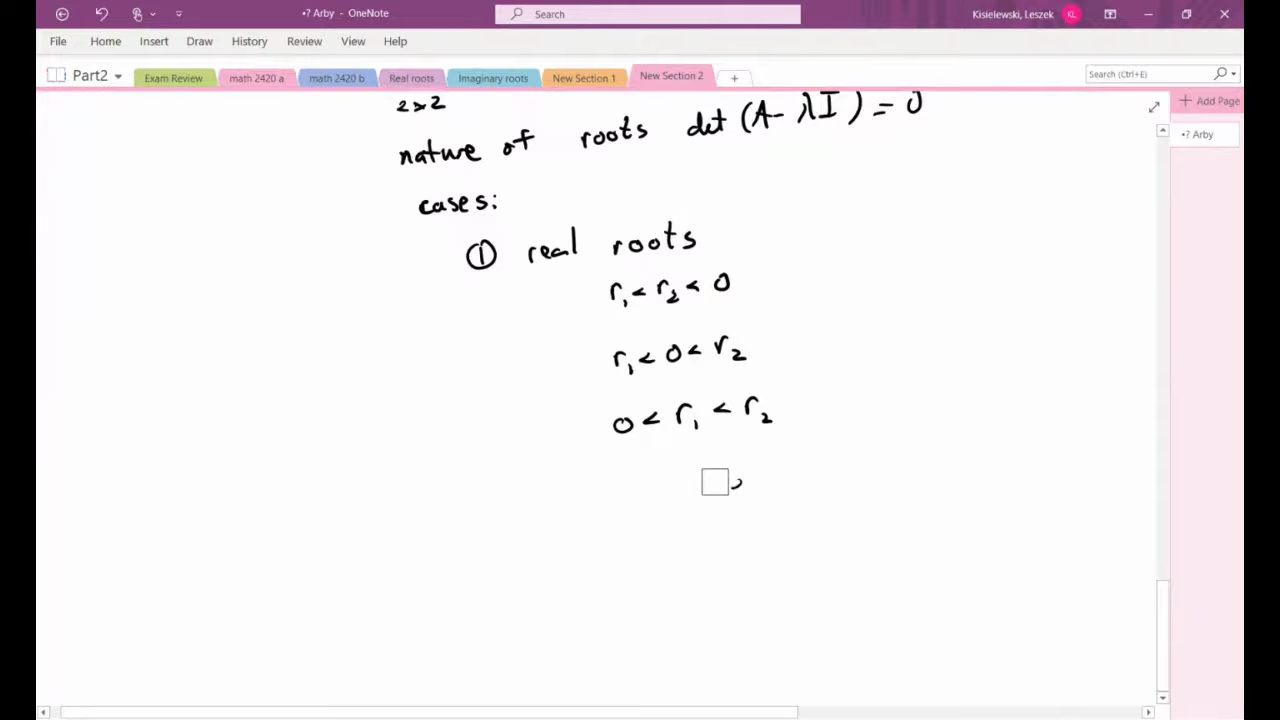 •? Arby - OneNote
Search
Kisielewski, Leszek
KL
File Home Insert Draw History Review View Help
Part2
Exam Review
math 2420 a
math 2420 b
Real roots
Imaginary roots
New Section 1
New Section 2
+
Search (Ctrl+E)
+ Add Page
•? Arby
2x2
nature of roots det (A - λI) = 0
cases:
① real roots
r₁ < r₂ < 0
r₁ < 0 < r₂
0 < r₁ < r₂